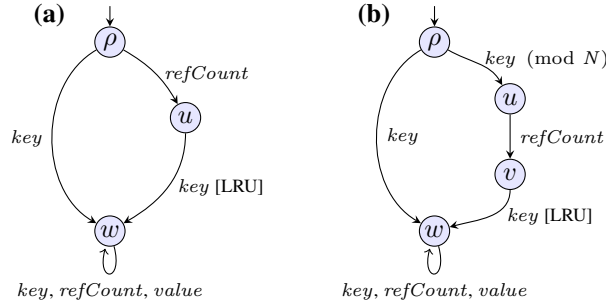 (a)
ρ
refCount
key
u
key [LRU]
w
key, refCount, value
(b)
ρ
key (mod N)
u
key
refCount
v
key [LRU]
w
key, refCount, value